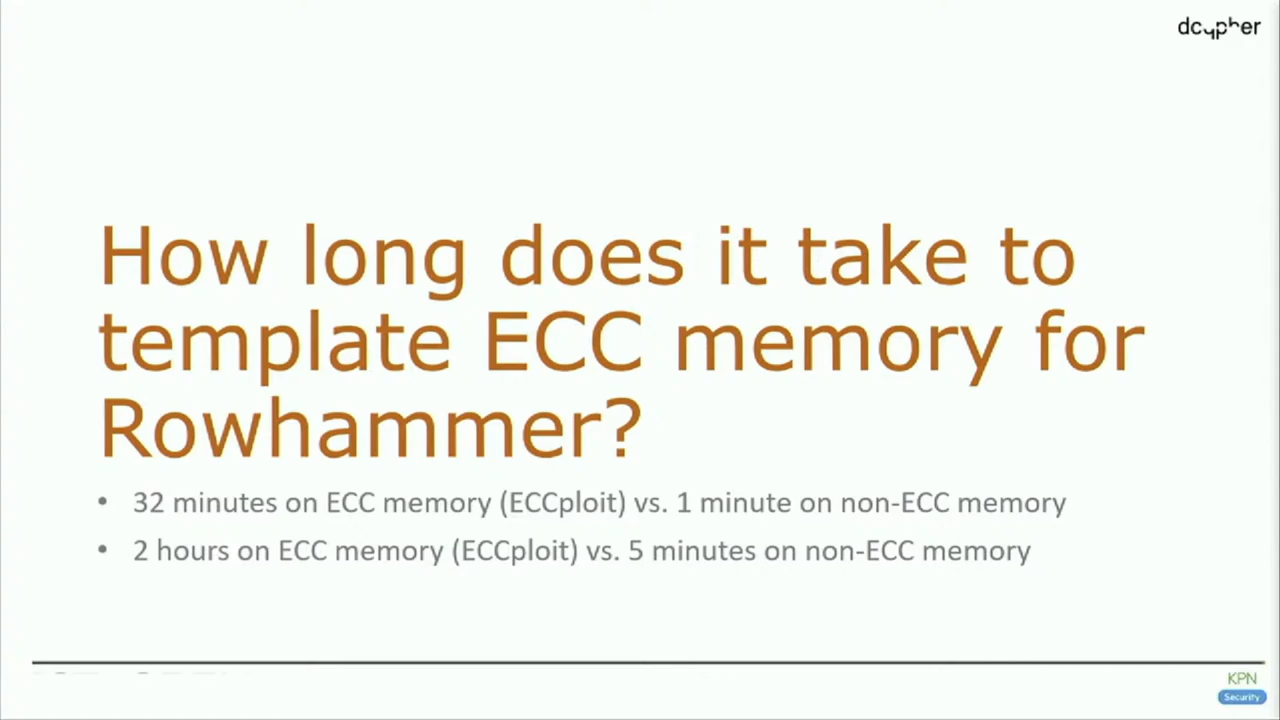 dcypher
How long does it take to
template ECC memory for
Rowhammer?
• 32 minutes on ECC memory (ECCploit) vs. 1 minute on non-ECC memory
• 2 hours on ECC memory (ECCploit) vs. 5 minutes on non-ECC memory
KPN
Security